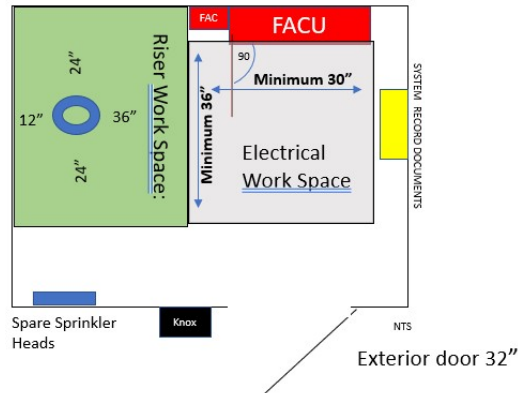 FAC
FACU
24”
12”
36”
24”
Riser Work Space:
90
Minimum 30”
Minimum 36”
Electrical
Work Space
SYSTEM RECORD DOCUMENTS
Spare Sprinkler
Heads
Knox
NTS
Exterior door 32”